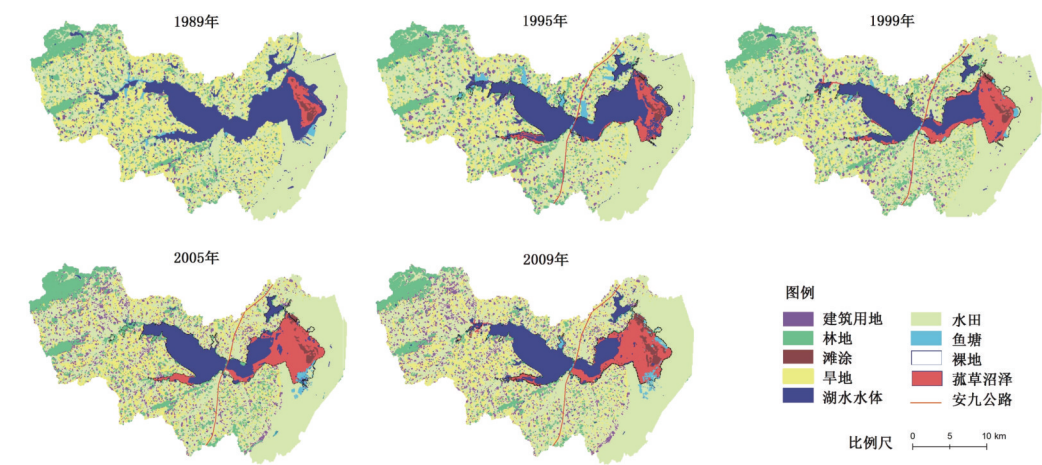 1989年
1995年
1999年
2005年
2009年
图例
建筑用地
林地
滩涂
旱地
湖水水体
水田
鱼塘
裸地
菰草沼泽
安九公路
比例尺
0 5 10 km